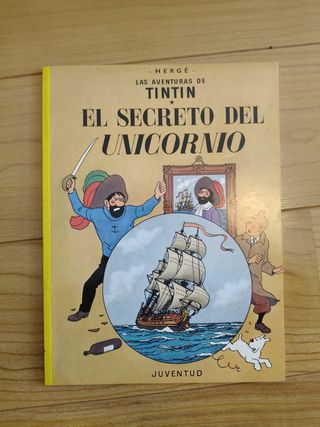 · HERGÉ ·
LAS AVENTURAS DE
TINTIN
*
EL SECRETO DEL
UNICORNIO
JUVENTUD